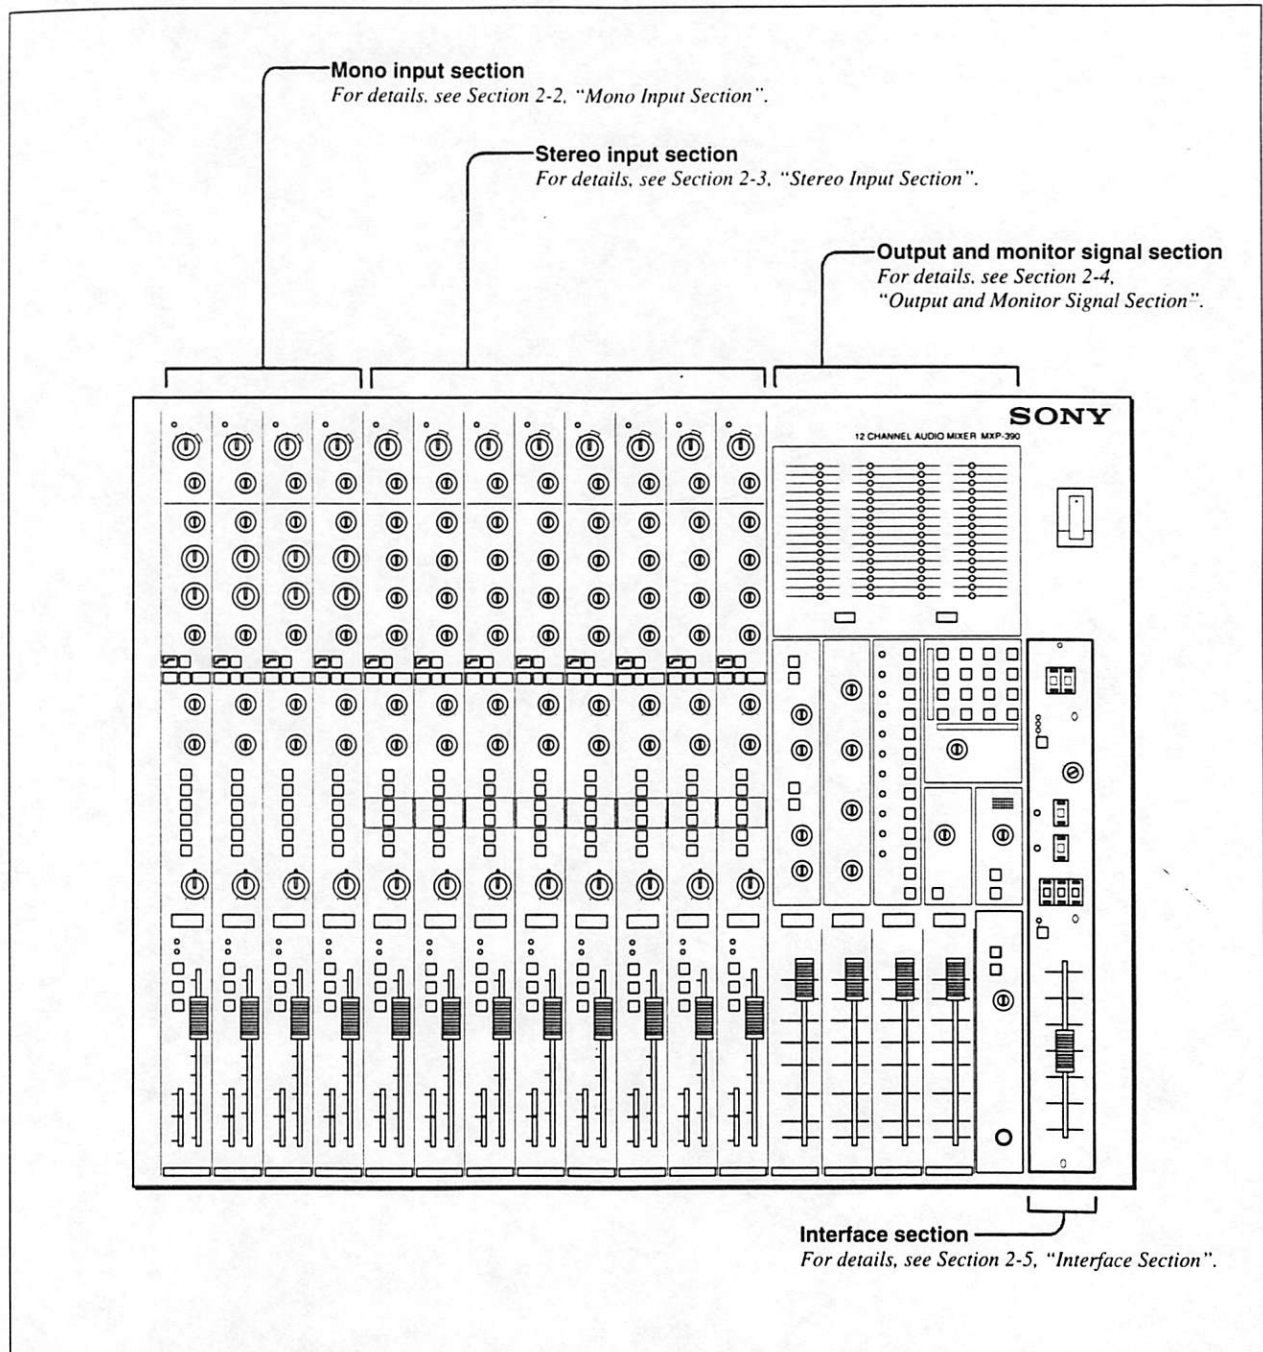 Mono input section
For details, see Section 2-2, “Mono Input Section”.
Stereo input section
For details, see Section 2-3, “Stereo Input Section”.
Output and monitor signal section
For details, see Section 2-4,
“Output and Monitor Signal Section”.
SONY
12 CHANNEL AUDIO MIXER MXP-390
Interface section
For details, see Section 2-5, “Interface Section”.